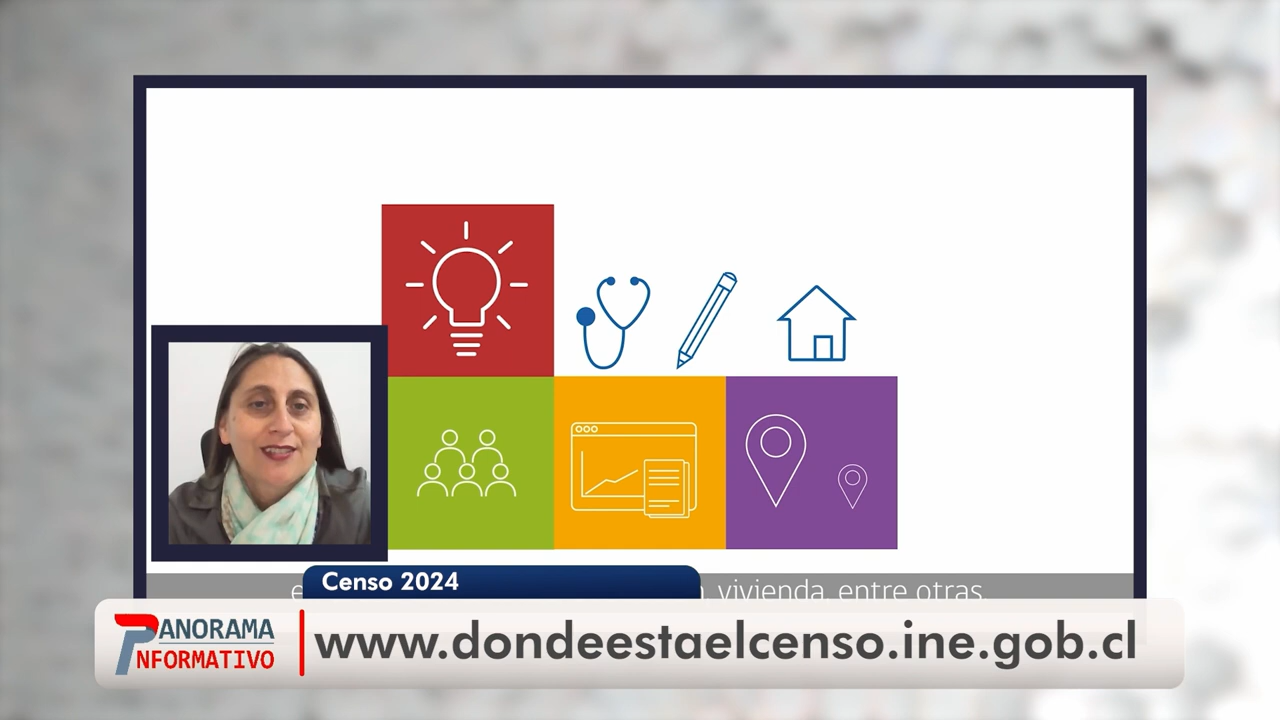 Censo 2024
vivienda, entre otras
PANORAMA
INFORMATIVO
www.dondeestaelcenso.ine.gob.cl